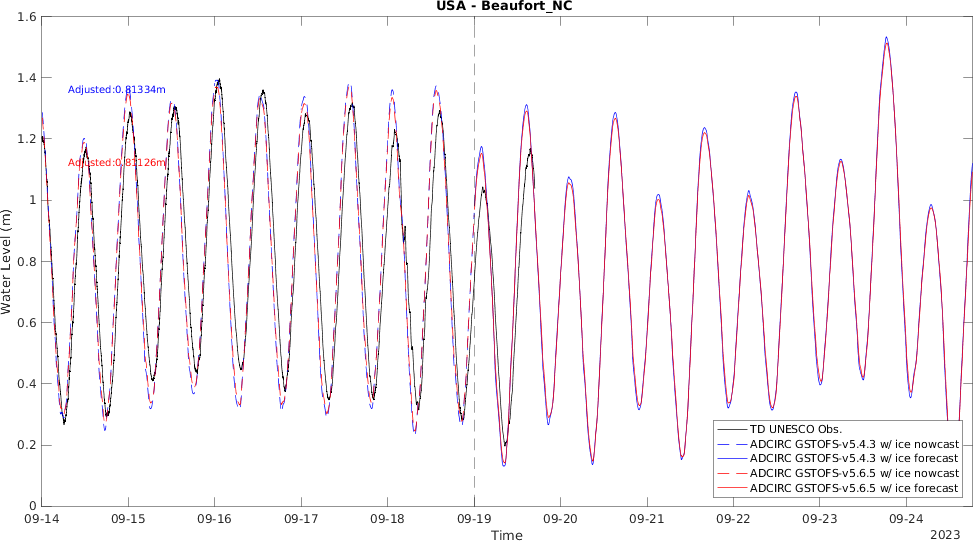 USA - Beaufort_NC
1.6
1.4
1.2
1
0.8
0.6
0.4
0.2
0
Water Level (m)
Adjusted:0.81334m
Adjusted:0.81126m
TD UNESCO Obs.
ADCIRC GSTOFS-v5.4.3 w/ ice nowcast
ADCIRC GSTOFS-v5.4.3 w/ ice forecast
ADCIRC GSTOFS-v5.6.5 w/ ice nowcast
ADCIRC GSTOFS-v5.6.5 w/ ice forecast
09-14 09-15 09-16 09-17 09-18 09-19 09-20 09-21 09-22 09-23 09-24
Time
2023